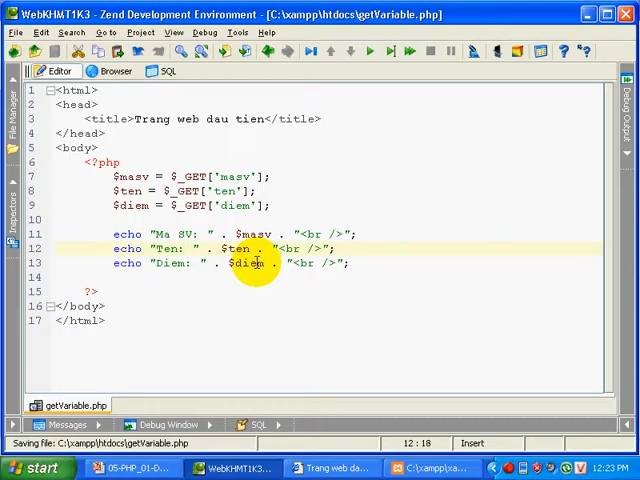 WebKHMT1K3 - Zend Development Environment - [C:\xampp\htdocs\getVariable.php]
File Edit Search Go to Project Debug Tools Window Help
Editor Browser SQL
File Manager
Inspectors
Debug Output
1 <html>
2 <head>
3 <title>Trang web dau tien</title>
4 </head>
5 <body>
6 <?php
7 $masv = $_GET['masv'];
8 $ten = $_GET['ten'];
9 $diem = $_GET['diem'];
10
11 echo "Ma SV: " . $masv . "<br />";
12 echo "Ten: " . $ten . "<br />";
13 echo "Diem: " . $diem . "<br />";
14
15 ?>
16 </body>
17 </html>
getVariable.php
Messages Debug Window SQL
Saving file: C:\xampp\htdocs\getVariable.php 12 : 18 Insert
start 05-PHP_01-D... WebKHMT1K3... Trang web da... C:\xampp\xa... V 12:23 PM